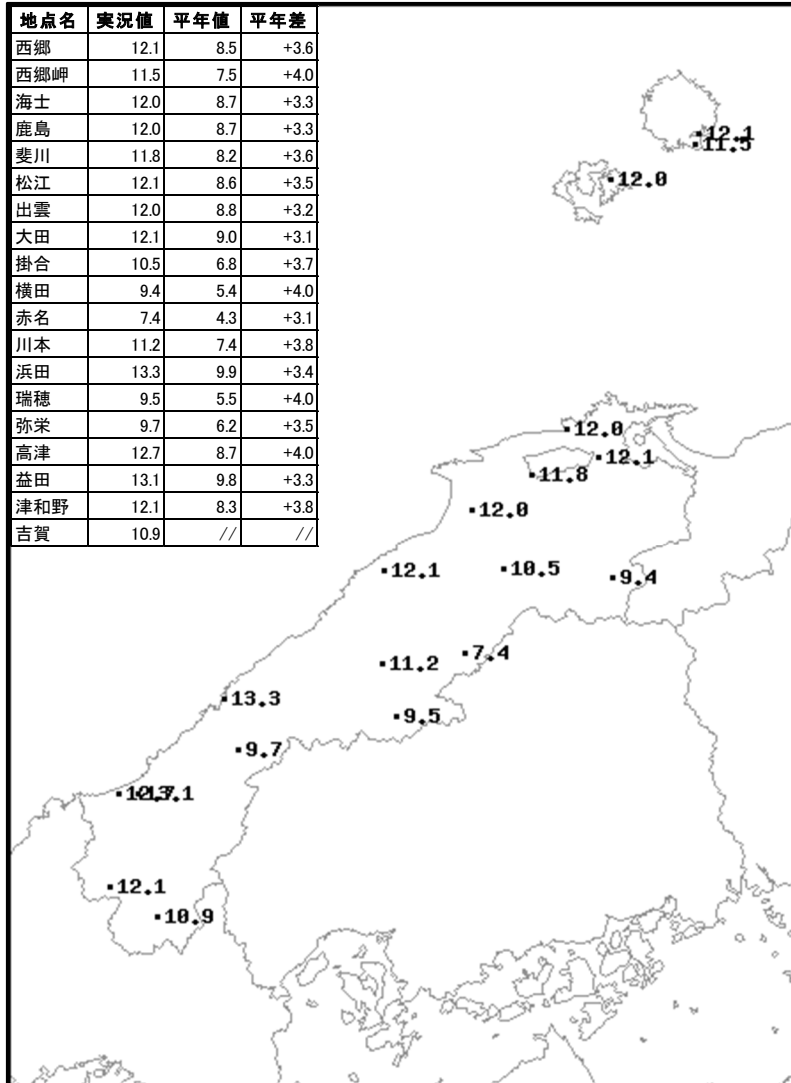 地点名 実況値 平年値 平年差
西郷 12.1 8.5 +3.6
西郷岬 11.5 7.5 +4.0
海士 12.0 8.7 +3.3
鹿島 12.0 8.7 +3.3
斐川 11.8 8.2 +3.6
松江 12.1 8.6 +3.5
出雲 12.0 8.8 +3.2
大田 12.1 9.0 +3.1
掛合 10.5 6.8 +3.7
横田 9.4 5.4 +4.0
赤名 7.4 4.3 +3.1
川本 11.2 7.4 +3.8
浜田 13.3 9.9 +3.4
瑞穂 9.5 5.5 +4.0
弥栄 9.7 6.2 +3.5
高津 12.7 8.7 +4.0
益田 13.1 9.8 +3.3
津和野 12.1 8.3 +3.8
吉賀 10.9 // //
12.1
11.5
12.0
12.0
12.1
11.8
12.0
12.1
10.5
9.4
7.4
11.2
13.3
9.5
9.7
12.7
13.1
12.1
10.9